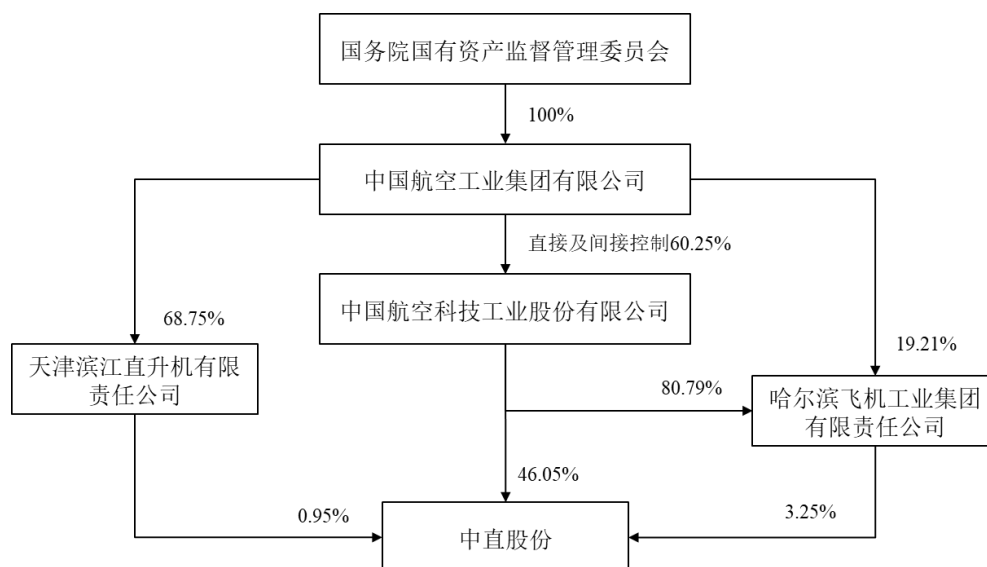 国务院国有资产监督管理委员会
100%
中国航空工业集团有限公司
直接及间接控制60.25%
中国航空科技工业股份有限公司
68.75%
天津滨江直升机有限
责任公司
19.21%
80.79%
哈尔滨飞机工业集团
有限责任公司
46.05%
0.95%
3.25%
中直股份